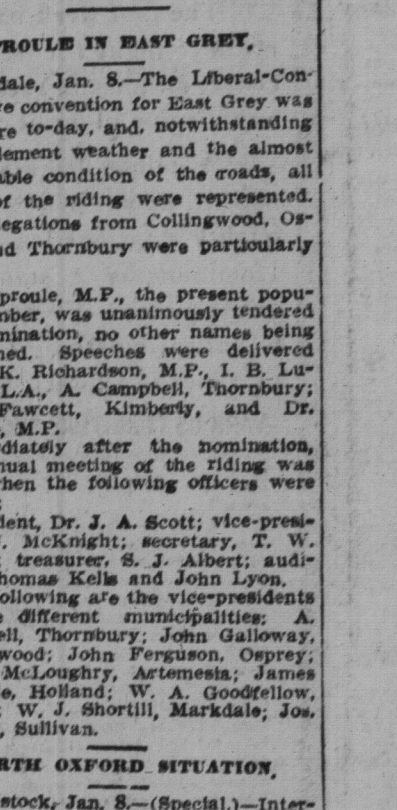 ROULE IN EAST GREY.
dale, Jan. 8.—The Liberal-Con-
ve convention for East Grey was
re to-day, and, notwithstanding
lement weather and the almost
able condition of the roads, all
of the riding were represented.
egations from Collingwood, Os-
nd Thornbury were particularly
proule, M.P., the present popu-
mber, was unanimously tendered
mination, no other names being
ned. Speeches were delivered
K. Richardson, M.P., I. B. Lu-
L.A., A. Campbell, Thornbury;
Fawcett, Kimberly, and Dr.
, M.P.
diately after the nomination,
nual meeting of the riding was
when the following officers were
:
dent, Dr. J. A. Scott; vice-presi-
. McKnight; secretary, T. W.
; treasurer, S. J. Albert; audi-
homas Kells and John Lyon.
ollowing are the vice-presidents
e different municipalities: A.
ell, Thornbury; John Galloway,
wood; John Ferguson, Osprey;
McLoughry, Artemesia; James
e, Holland; W. A. Goodfellow,
; W. J. Shortill, Markdale; Jos.
, Sullivan.
RTH OXFORD SITUATION.
stock, Jan. 8.—(Special.)—Inter-